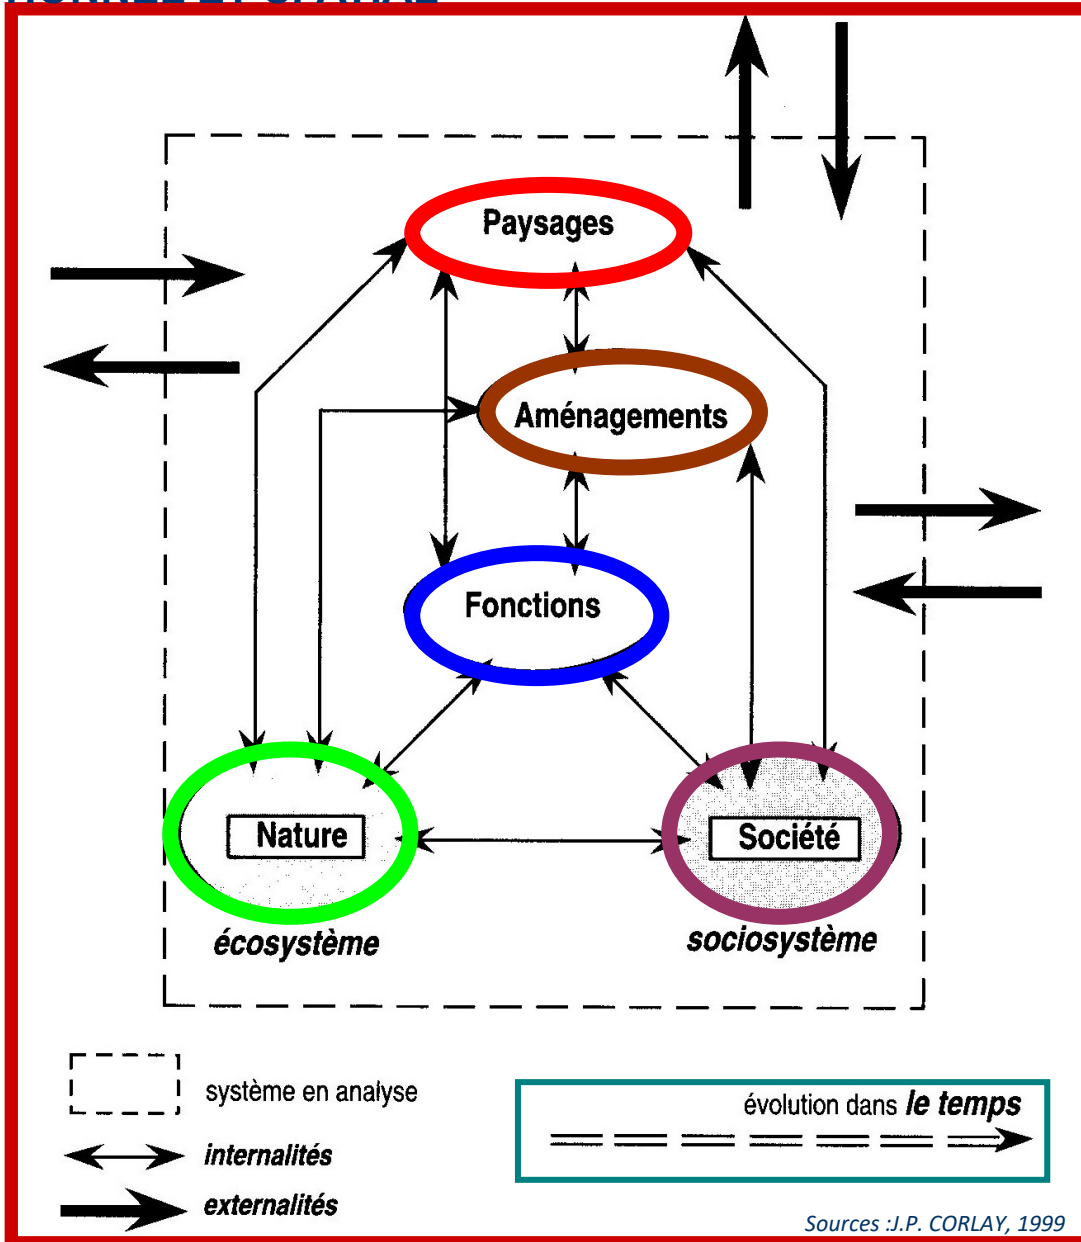 Paysages
Aménagements
Fonctions
Nature
Société
écosystème
sociosystème
système en analyse
évolution dans le temps
internalités
externalités
Sources :J.P. CORLAY, 1999